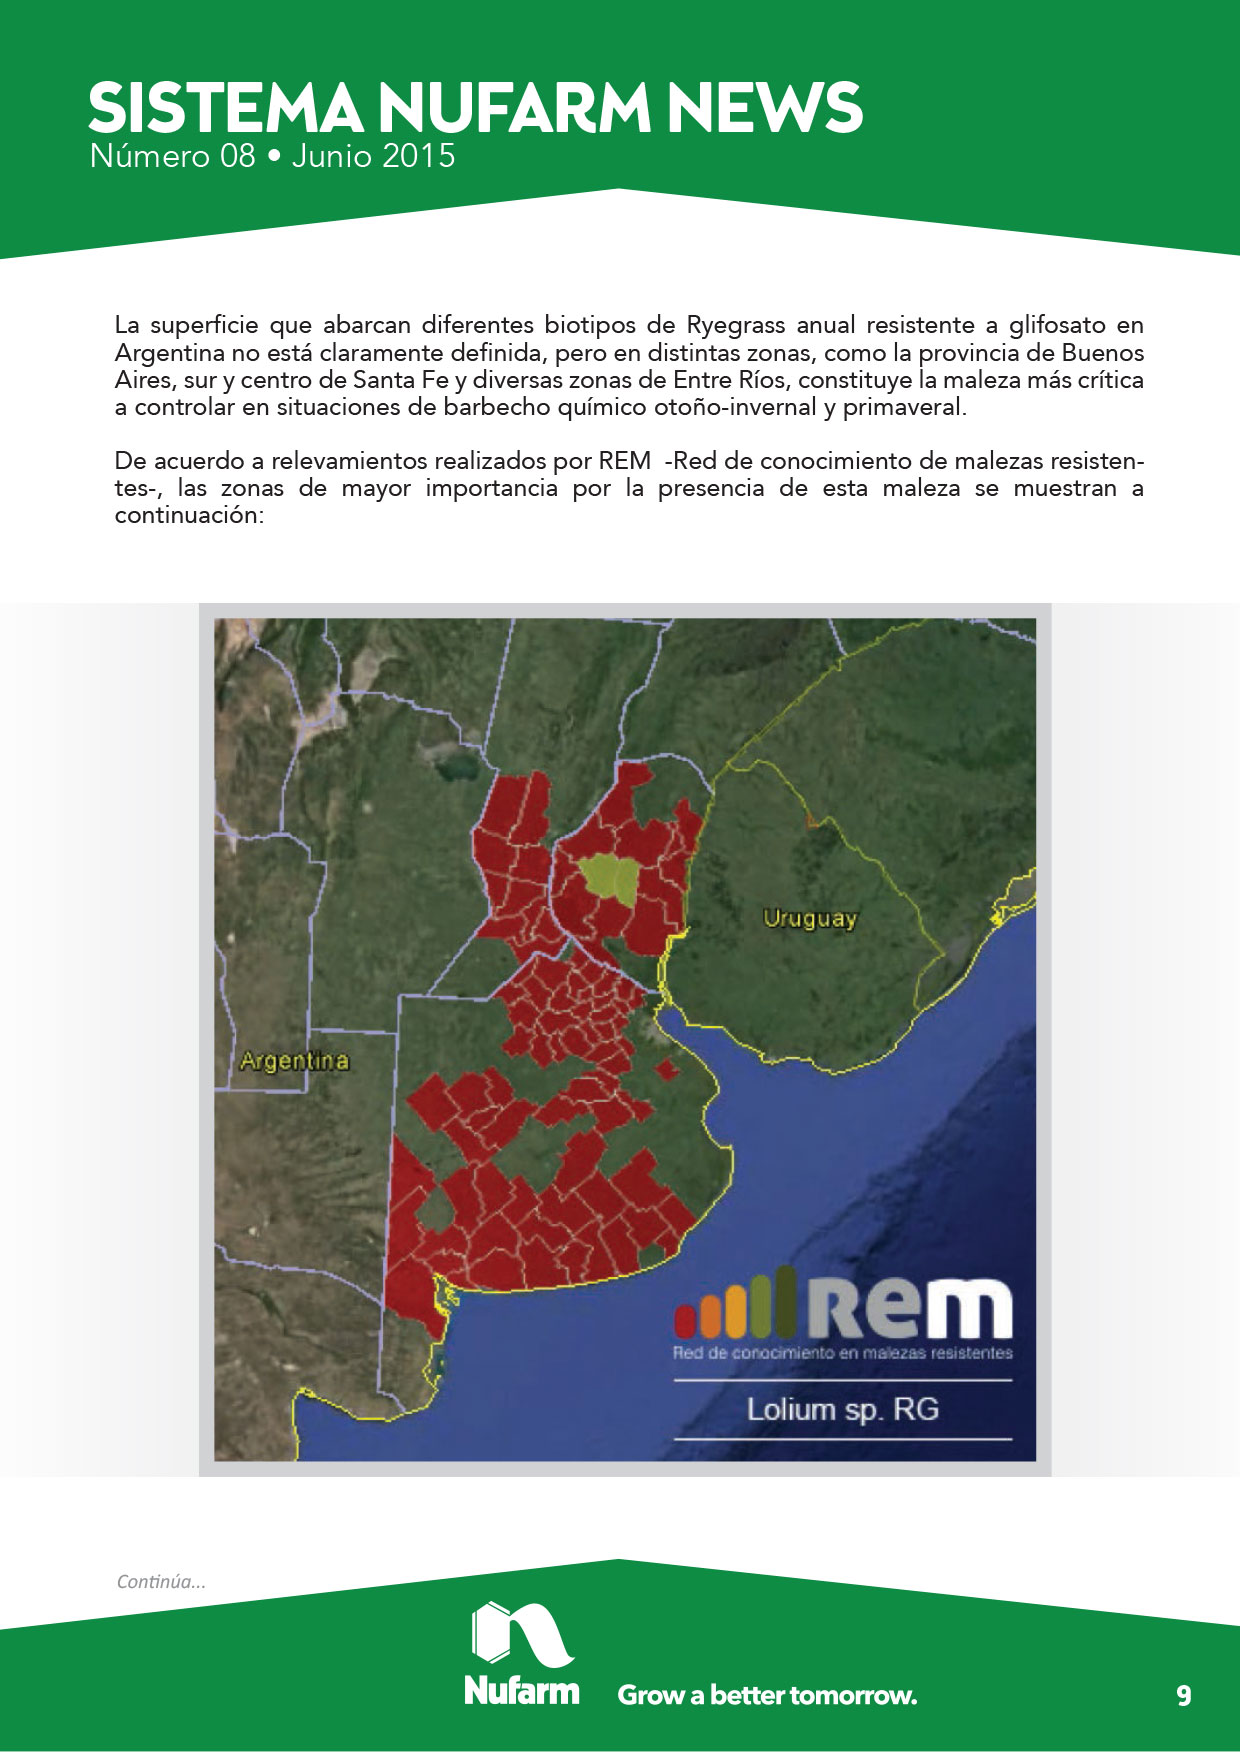 SISTEMA NUFARM NEWS
Número 08 • Junio 2015
La superficie que abarcan diferentes biotipos de Ryegrass anual resistente a glifosato en
Argentina no está claramente definida, pero en distintas zonas, como la provincia de Buenos
Aires, sur y centro de Santa Fe y diversas zonas de Entre Ríos, constituye la maleza más crítica
a controlar en situaciones de barbecho químico otoño-invernal y primaveral.
De acuerdo a relevamientos realizados por REM -Red de conocimiento de malezas resisten-
tes-, las zonas de mayor importancia por la presencia de esta maleza se muestran a
continuación:
Uruguay
Argentina
Rem
Red de conocimiento en malezas resistentes
Lolium sp. RG
Continúa...
Nufarm
Grow a better tomorrow.
9